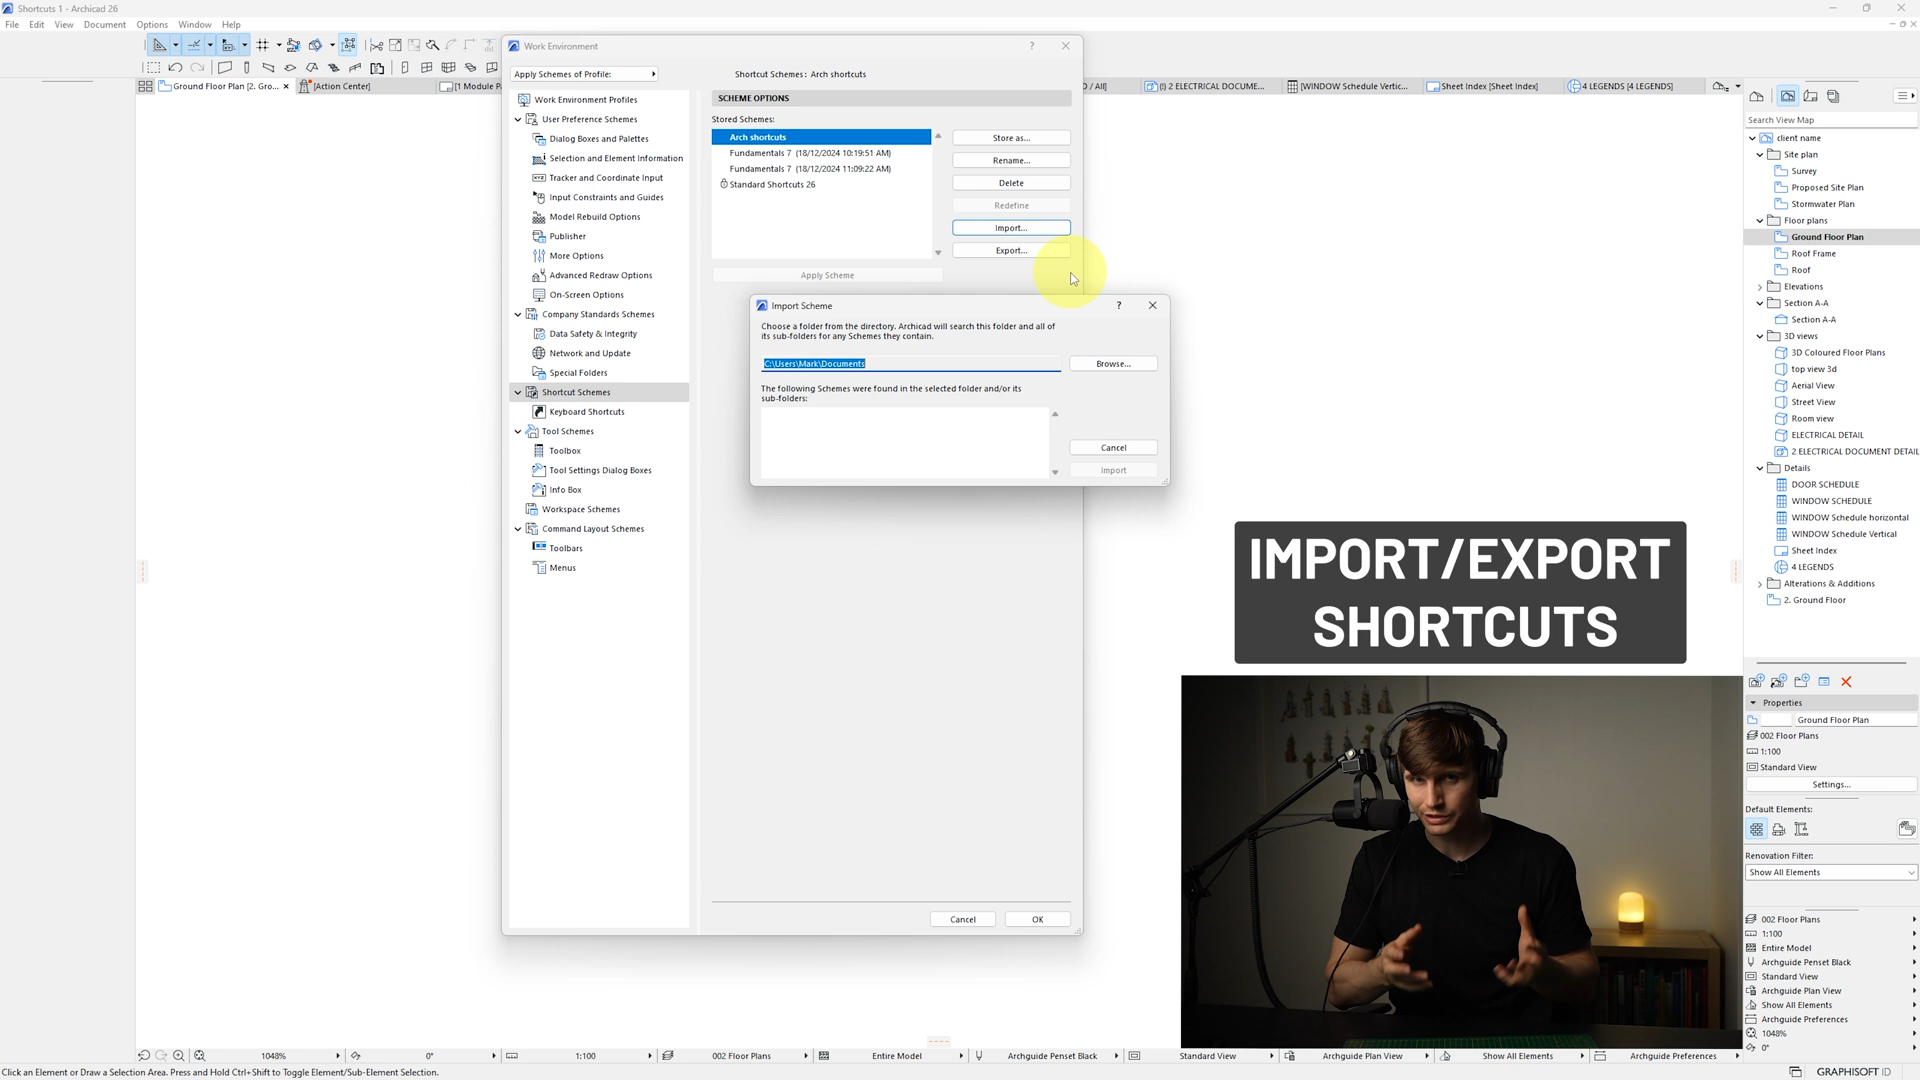 Shortcuts 1 - Archicad 26
File Edit View Document Options Window Help
Ground Floor Plan [2. Gro...
[Action Center]
[1 Module P
D / All]
(!) 2 ELECTRICAL DOCUME...
[WINDOW Schedule Vertic...
Sheet Index [Sheet Index]
4 LEGENDS [4 LEGENDS]
Work Environment
?
Apply Schemes of Profile:
Work Environment Profiles
User Preference Schemes
Dialog Boxes and Palettes
Selection and Element Information
Tracker and Coordinate Input
Input Constraints and Guides
Model Rebuild Options
Publisher
More Options
Advanced Redraw Options
On-Screen Options
Company Standards Schemes
Data Safety & Integrity
Network and Update
Special Folders
Shortcut Schemes
Keyboard Shortcuts
Tool Schemes
Toolbox
Tool Settings Dialog Boxes
Info Box
Workspace Schemes
Command Layout Schemes
Toolbars
Menus
Shortcut Schemes: Arch shortcuts
SCHEME OPTIONS
Stored Schemes:
Arch shortcuts
Fundamentals 7 (18/12/2024 10:19:51 AM)
Fundamentals 7 (18/12/2024 11:09:22 AM)
Standard Shortcuts 26
Store as...
Rename...
Delete
Redefine
Import...
Export...
Apply Scheme
Import Scheme
?
Choose a folder from the directory. Archicad will search this folder and all of
its sub-folders for any Schemes they contain.
C:\Users\Mark\Documents
Browse...
The following Schemes were found in the selected folder and/or its
sub-folders:
Cancel
Import
Cancel
OK
IMPORT/EXPORT
SHORTCUTS
Search View Map
client name
Site plan
Survey
Proposed Site Plan
Stormwater Plan
Floor plans
Ground Floor Plan
Roof Frame
Roof
Elevations
Section A-A
Section A-A
3D views
3D Coloured Floor Plans
top view 3d
Aerial View
Street View
Room view
ELECTRICAL DETAIL
2 ELECTRICAL DOCUMENT DETAIL
Details
DOOR SCHEDULE
WINDOW SCHEDULE
WINDOW Schedule horizontal
WINDOW Schedule Vertical
Sheet Index
4 LEGENDS
Alterations & Additions
2. Ground Floor
Properties
Ground Floor Plan
002 Floor Plans
1:100
Standard View
Settings...
Default Elements:
Renovation Filter:
Show All Elements
002 Floor Plans
1:100
Entire Model
Archguide Penset Black
Standard View
Archguide Plan View
Show All Elements
Archguide Preferences
1048%
0°
1048%
0°
1:100
002 Floor Plans
Entire Model
Archguide Penset Black
Standard View
Archguide Plan View
Show All Elements
Archguide Preferences
Click an Element or Draw a Selection Area. Press and Hold Ctrl+Shift to Toggle Element/Sub-Element Selection.
GRAPHISOFT ID